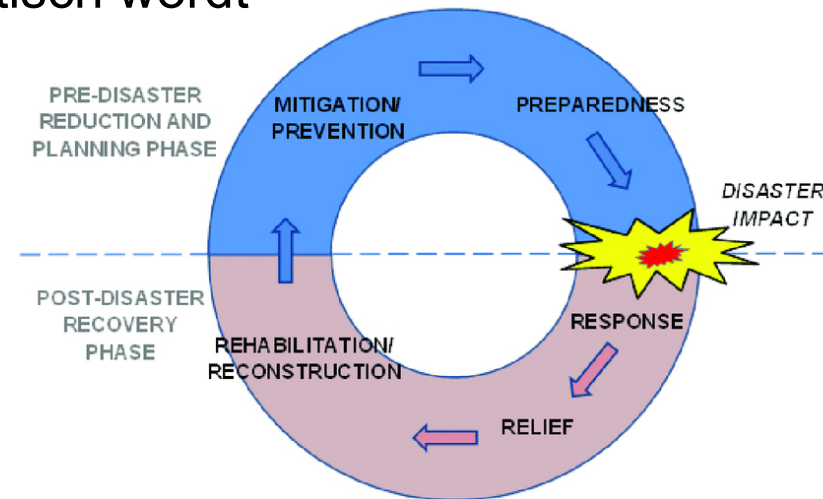 wordt
PRE-DISASTER
REDUCTION AND
PLANNING PHASE
MITIGATION/
PREVENTION
PREPAREDNESS
DISASTER
IMPACT
POST-DISASTER
RECOVERY
PHASE
REHABILITATION/
RECONSTRUCTION
RESPONSE
RELIEF